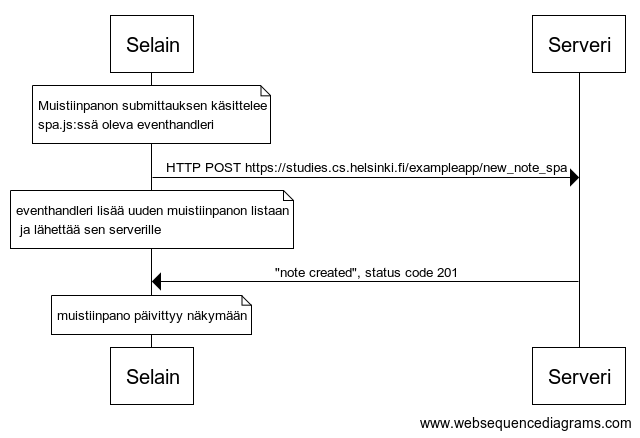 Selain
Serveri
Muistiinpanon submittauksen käsittelee
spa.js:ssä oleva eventhandleri
HTTP POST https://studies.cs.helsinki.fi/exampleapp/new_note_spa
eventhandleri lisää uuden muistiinpanon listaan
ja lähettää sen serverille
"note created", status code 201
muistiinpano päivittyy näkymään
Selain
Serveri
www.websequencediagrams.com